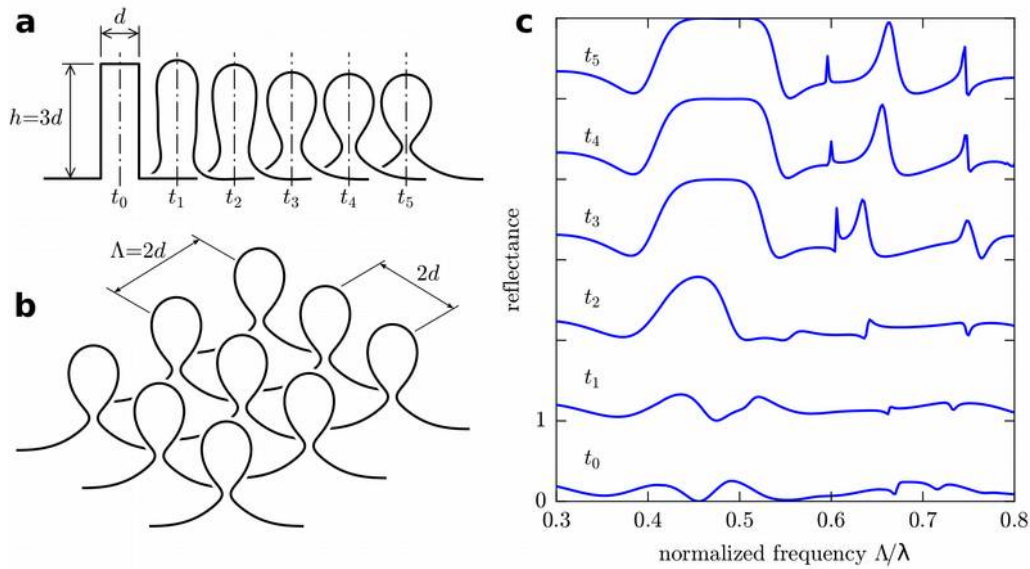 a
d
h=3d
t₀ t₁ t₂ t₃ t₄ t₅
b
Λ=2d
2d
c
t₅
t₄
t₃
t₂
t₁
t₀
reflectance
1
0
0.3 0.4 0.5 0.6 0.7 0.8
normalized frequency Λ/λ